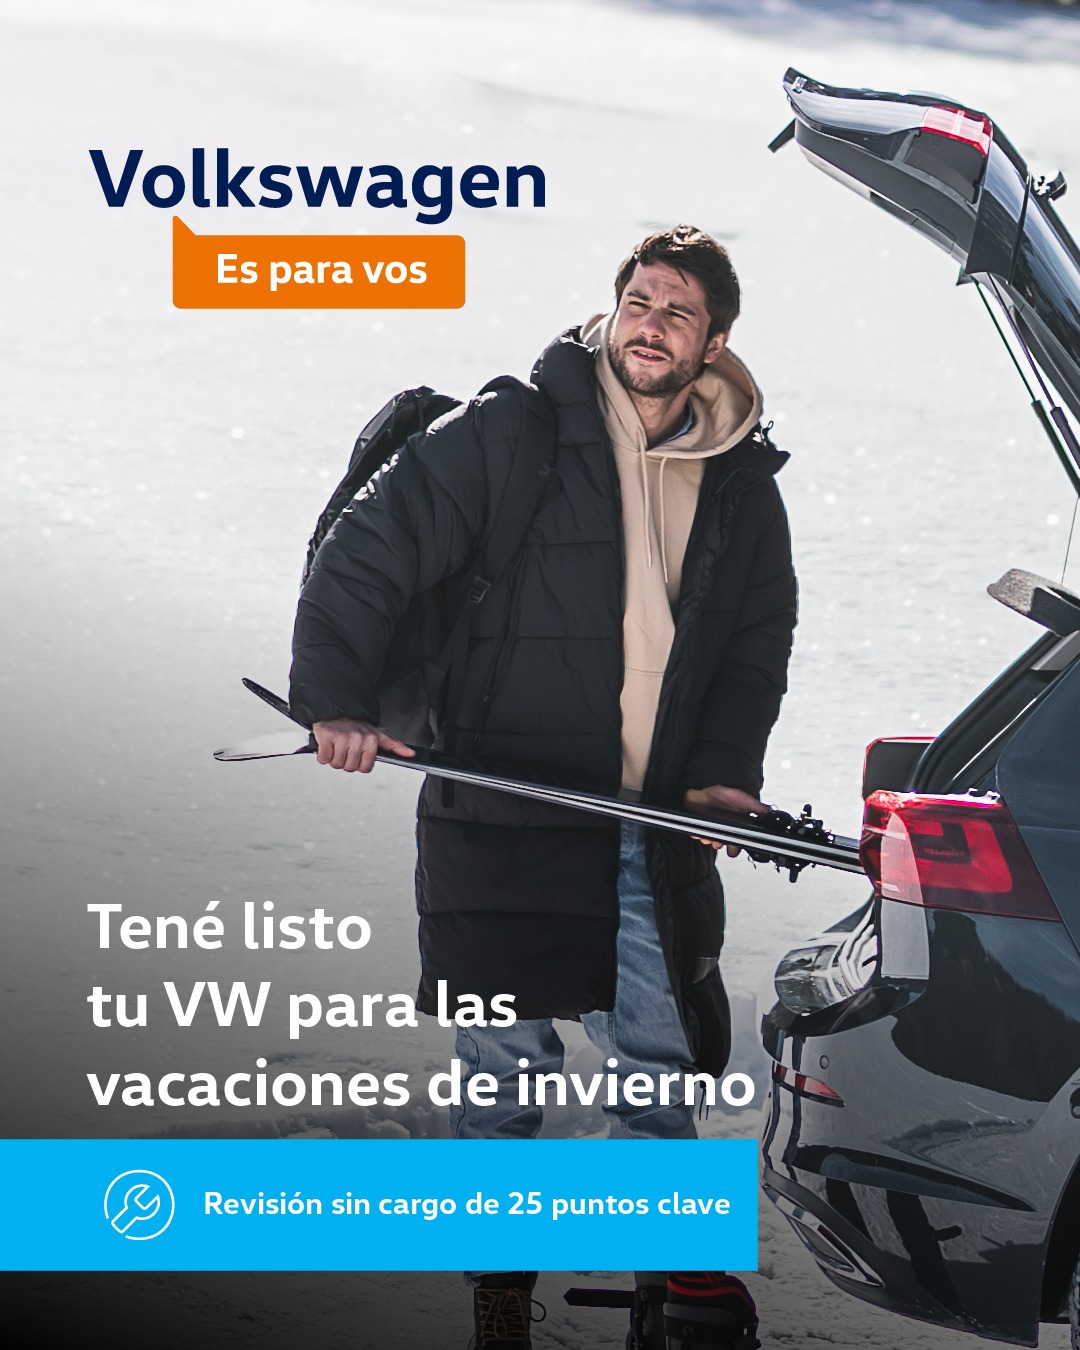 Volkswagen
Es para vos
Tené listo
tu VW para las
vacaciones de invierno
Revisión sin cargo de 25 puntos clave